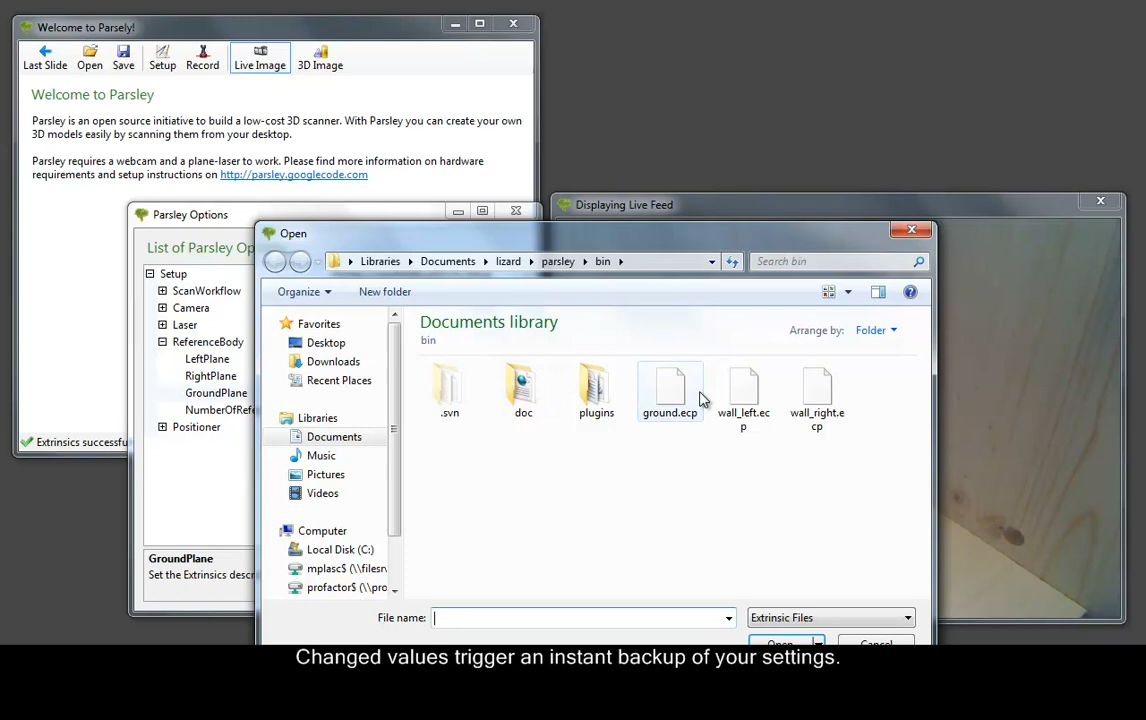 Welcome to Parsely!
Last Slide Open Save Setup Record Live Image 3D Image
Welcome to Parsley
Parsley is an open source initiative to build a low-cost 3D scanner. With Parsley you can create your own
3D models easily by scanning them from your desktop.
Parsley requires a webcam and a plane-laser to work. Please find more information on hardware
requirements and setup instructions on http://parsley.googlecode.com
Parsley Options
Displaying Live Feed
List of Parsley Op
Setup
ScanWorkflow
Camera
Laser
ReferenceBody
LeftPlane
RightPlane
GroundPlane
NumberOfRefe
Positioner
Extrinsics successfu
GroundPlane
Set the Extrinsics descr
Open
Libraries Documents lizard parsley bin
Search bin
Organize New folder
Favorites
Desktop
Downloads
Recent Places
Libraries
Documents
Music
Pictures
Videos
Computer
Local Disk (C:)
mplasc$ (\\filesr
profactor$ (\\pro
Documents library
bin
Arrange by: Folder
.svn
doc
plugins
ground.ecp
wall_left.ec
p
wall_right.e
cp
File name:
Extrinsic Files
Open Cancel
Changed values trigger an instant backup of your settings.